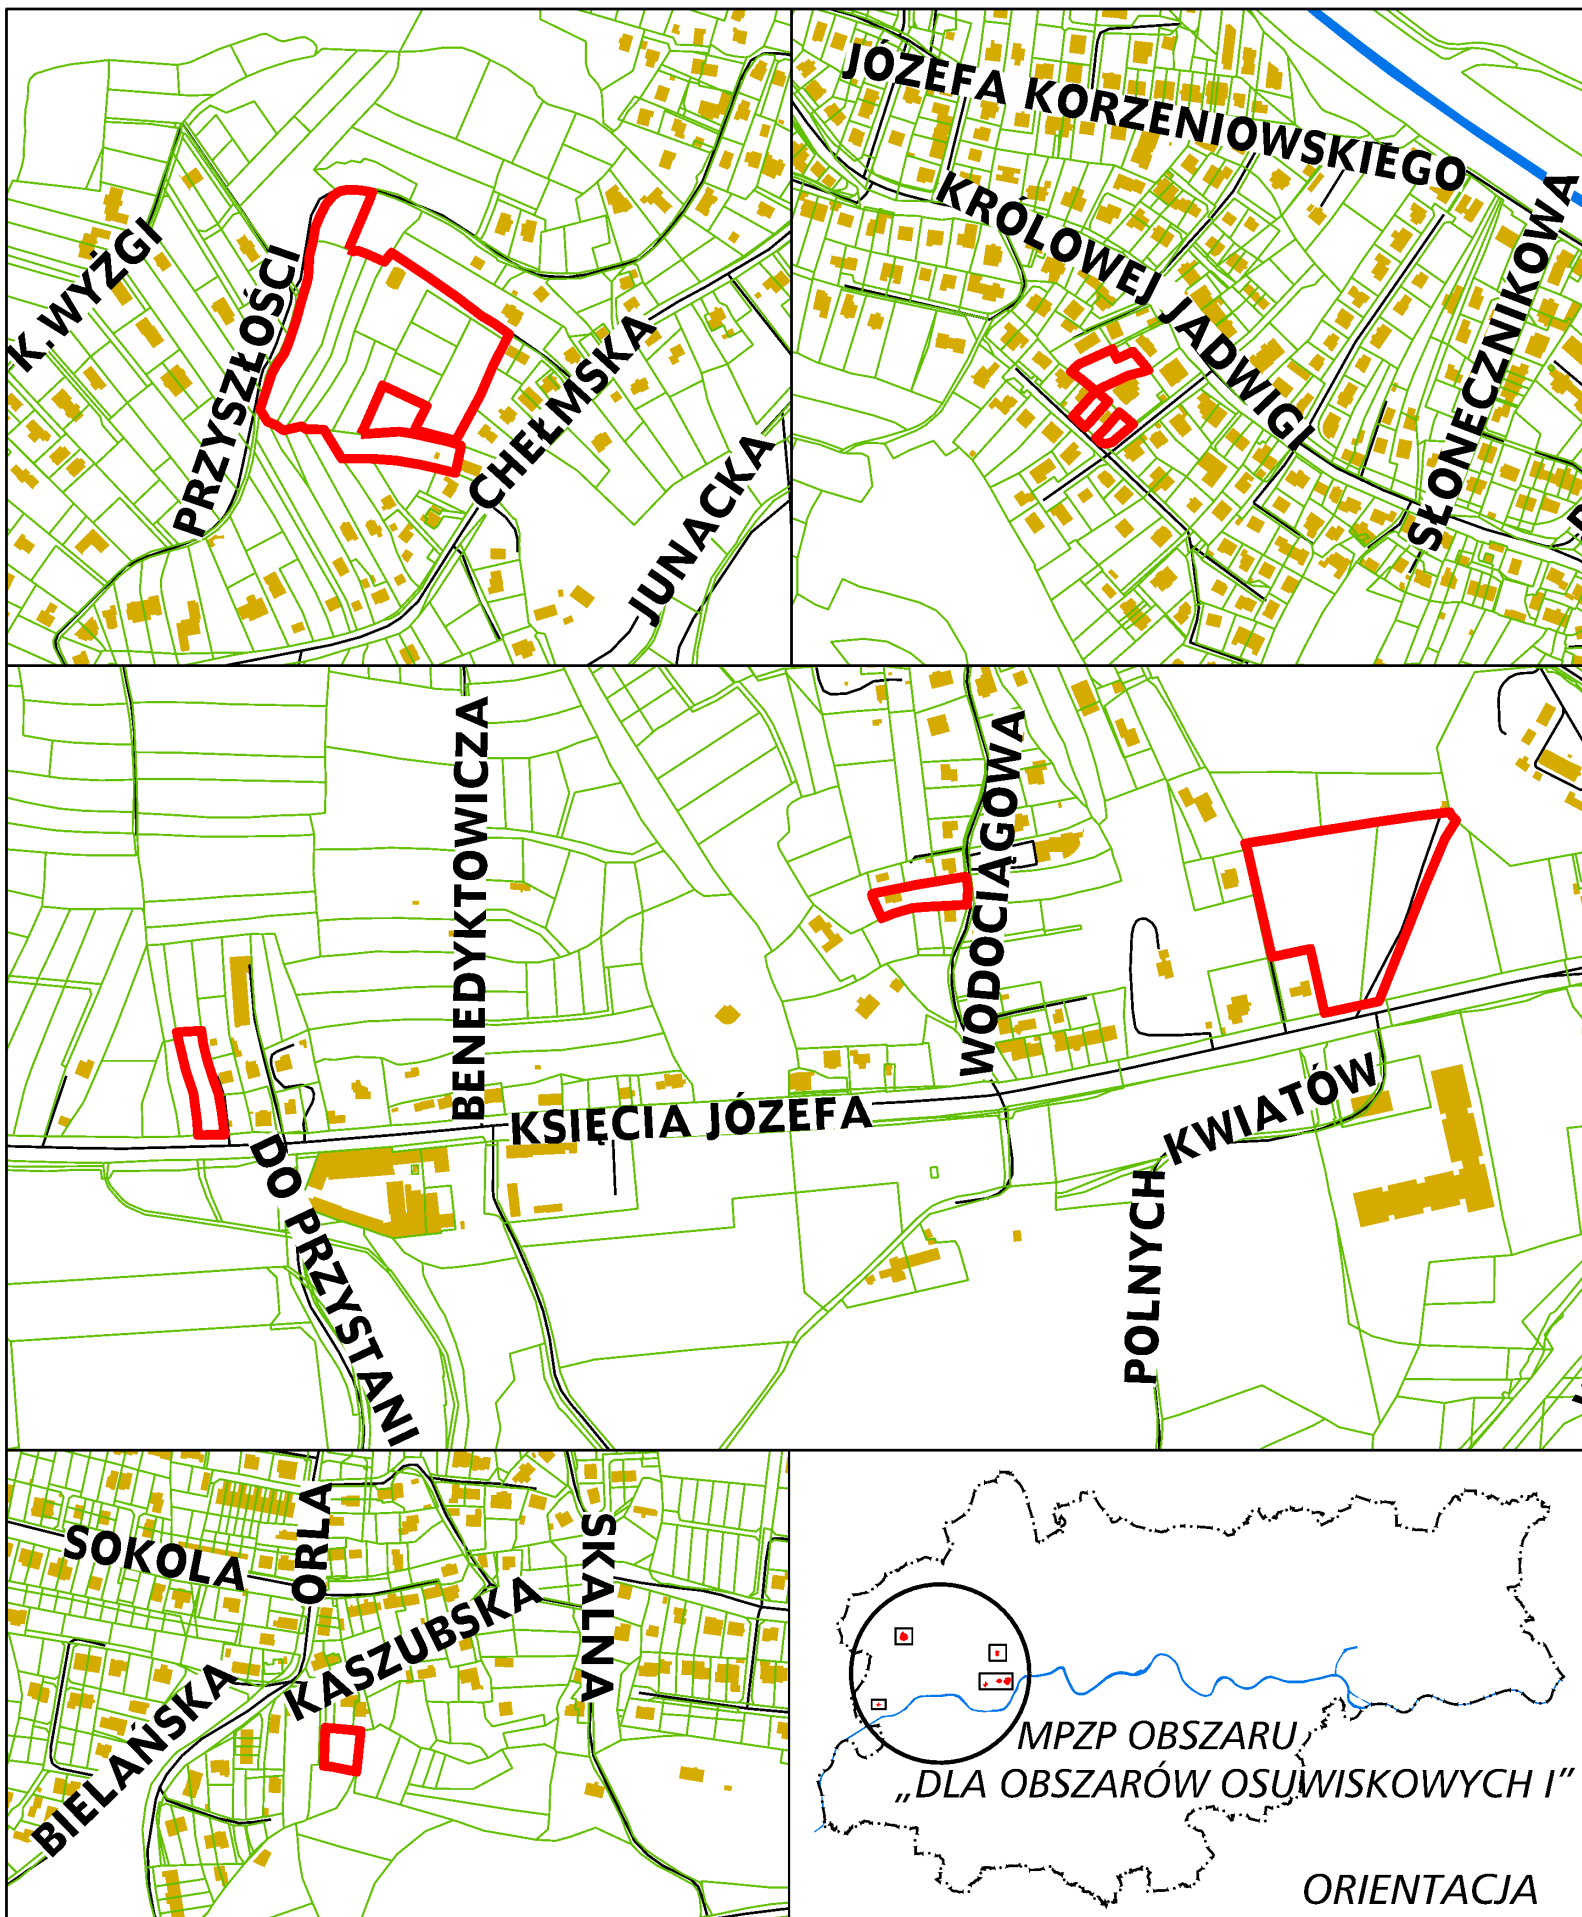 K.WYŻGI
PRZYSZŁOŚCI
CHEŁMSKA
JUNACKA
JÓZEFA KORZENIOWSKIEGO
KRÓLOWEJ JADWIGI
SŁONECZNIKOWA
BENEDYKTOWICZA
WODOCIĄGOWA
KSIĘCIA JÓZEFA
DO PRZYSTANI
POLNYCH KWIATÓW
SOKOLA
ORLA
KASZUBSKA
SKALNA
BIELAŃSKA
MPZP OBSZARU
„DLA OBSZARÓW OSUWISKOWYCH I”
ORIENTACJA